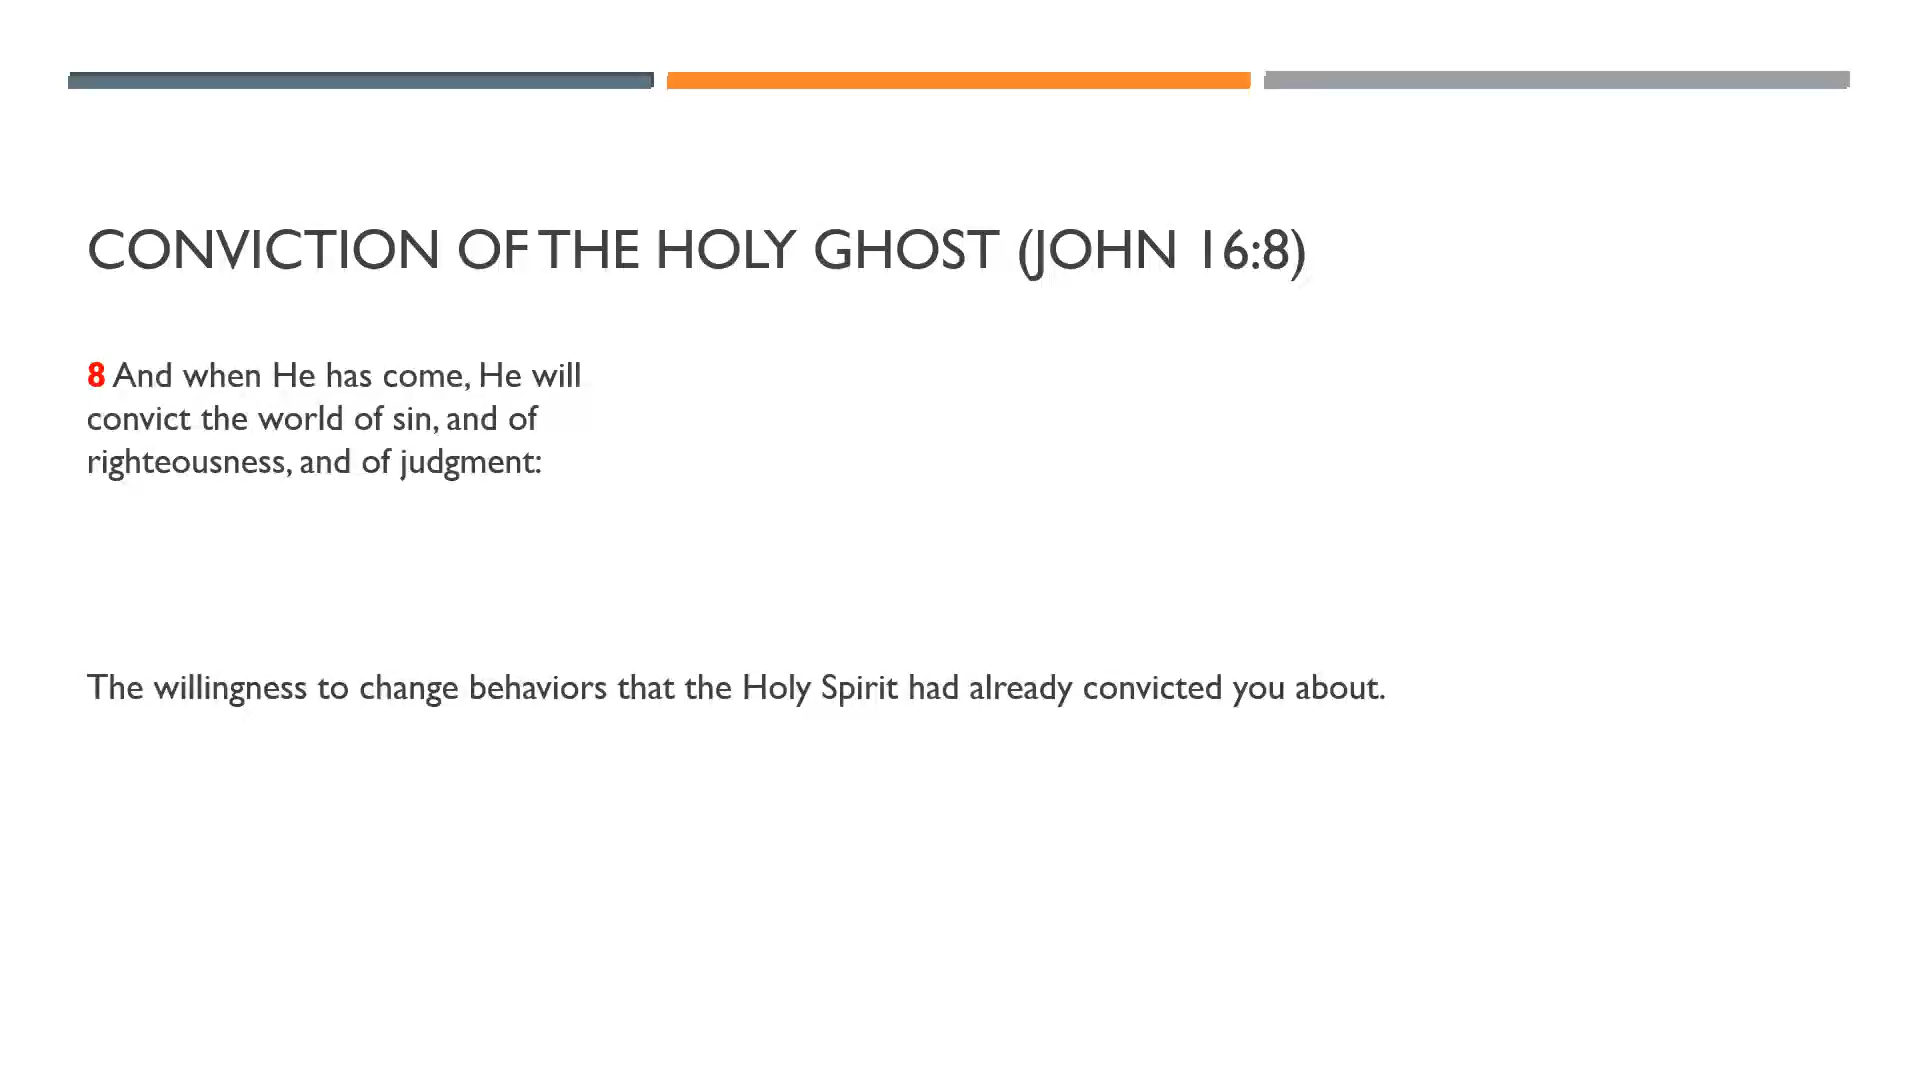 CONVICTION OF THE HOLY GHOST (JOHN 16:8)
8 And when He has come, He will
convict the world of sin, and of
righteousness, and of judgment:
The willingness to change behaviors that the Holy Spirit had already convicted you about.